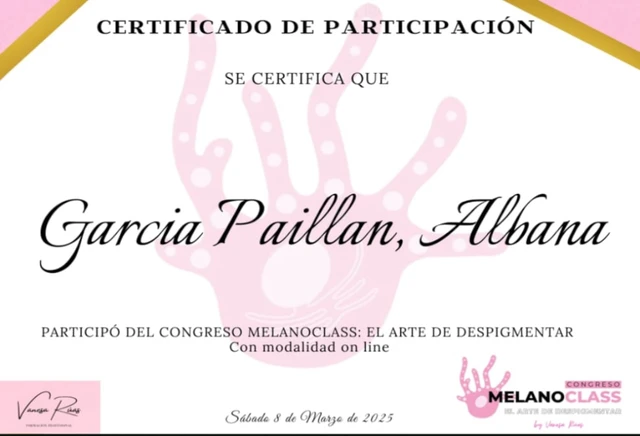 CERTIFICADO DE PARTICIPACIÓN
SE CERTIFICA QUE
Garcia Paillan, Albana
PARTICIPÓ DEL CONGRESO MELANOCLASS: EL ARTE DE DESPIGMENTAR
Con modalidad on line
Vanesa Rivas
Sábado 8 de Marzo de 2025
CONGRESO
MELANOCLASS
EL ARTE DE DESPIGMENTAR
by Vanesa Rivas